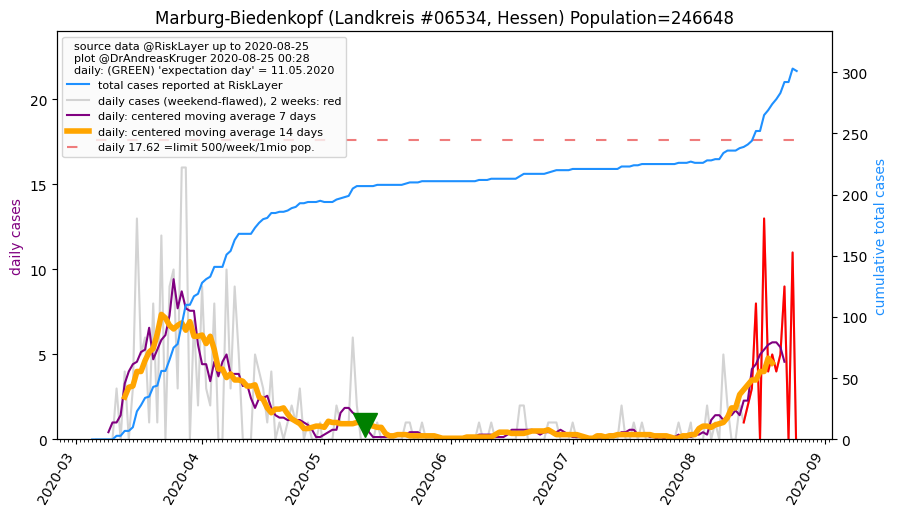 Marburg-Biedenkopf (Landkreis #06534, Hessen) Population=246648
source data @RiskLayer up to 2020-08-25
plot @DrAndreasKruger 2020-08-25 00:28
daily: (GREEN) 'expectation day' = 11.05.2020
total cases reported at RiskLayer
daily cases (weekend-flawed), 2 weeks: red
daily: centered moving average 7 days
daily: centered moving average 14 days
daily 17.62 =limit 500/week/1mio pop.
daily cases
0
5
10
15
20
cumulative total cases
0
50
100
150
200
250
300
2020-03
2020-04
2020-05
2020-06
2020-07
2020-08
2020-09